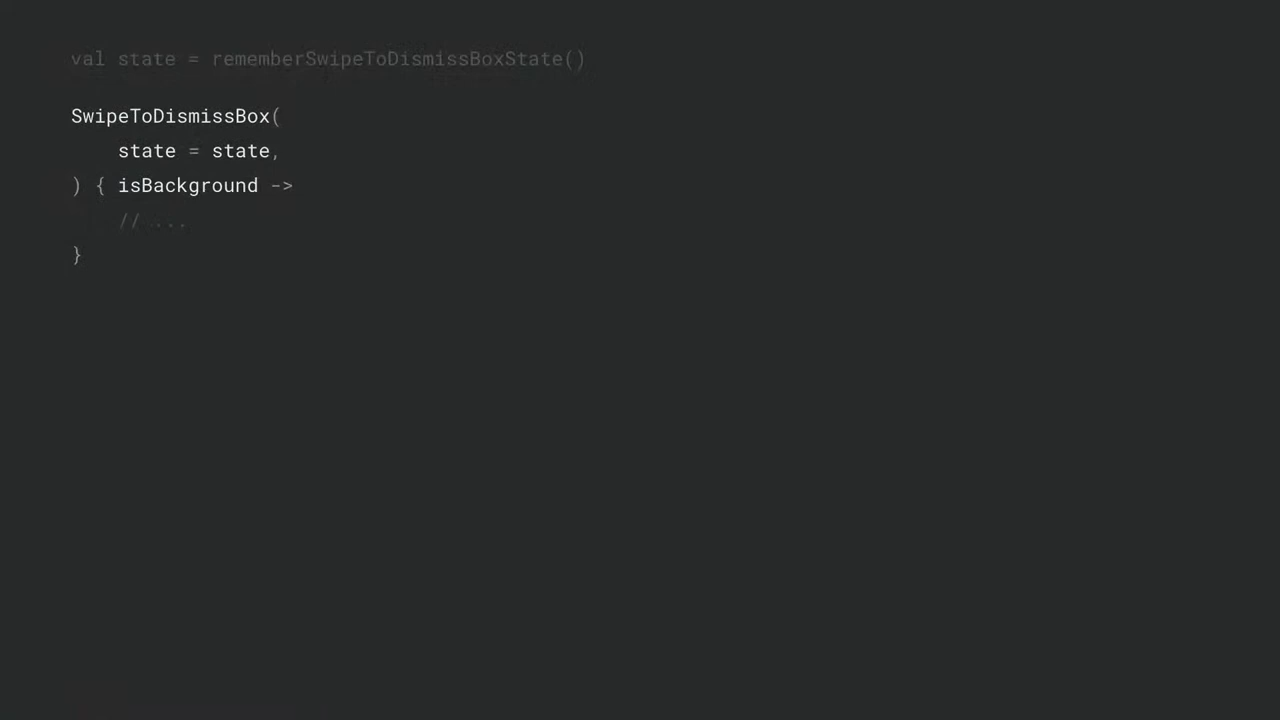 val state = rememberSwipeToDismissBoxState()
SwipeToDismissBox(
    state = state,
) { isBackground ->
    // ...
}